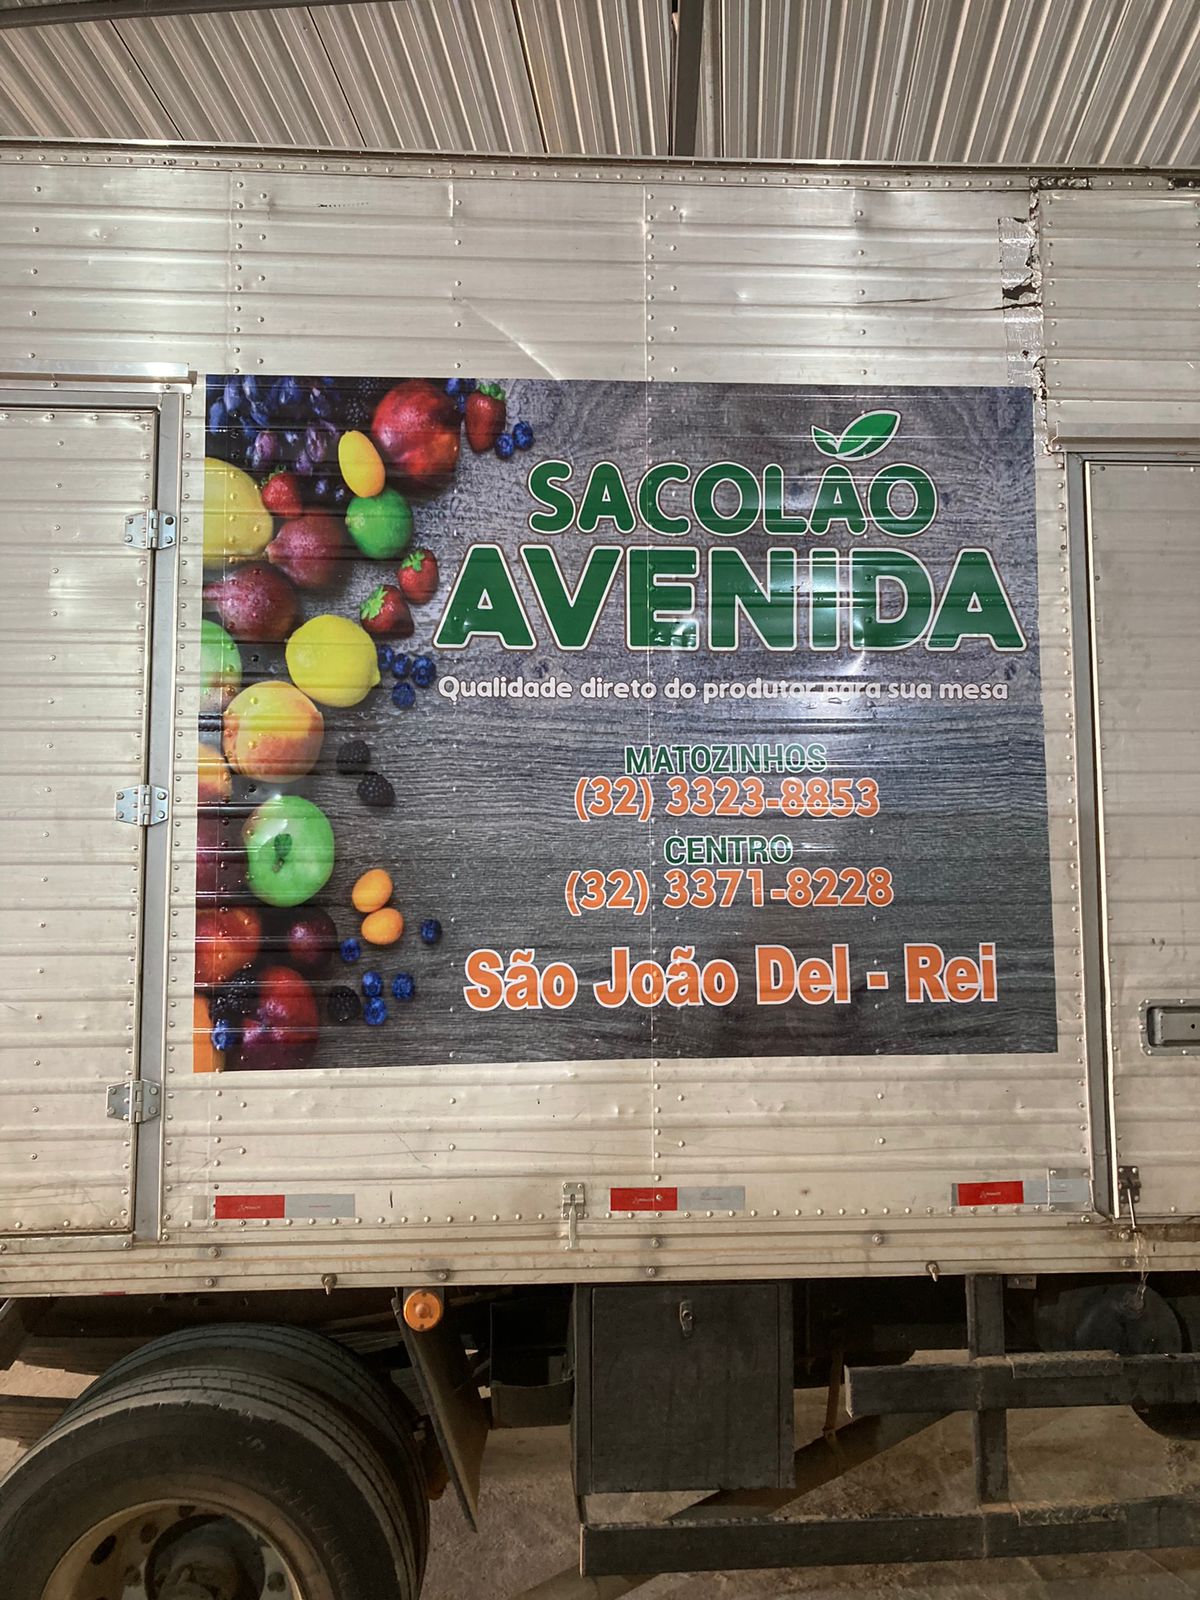 SACOLÃO
AVENIDA
Qualidade direto do produtor para sua mesa
MATOZINHOS
(32) 3323-8853
CENTRO
(32) 3371-8228
São João Del - Rei